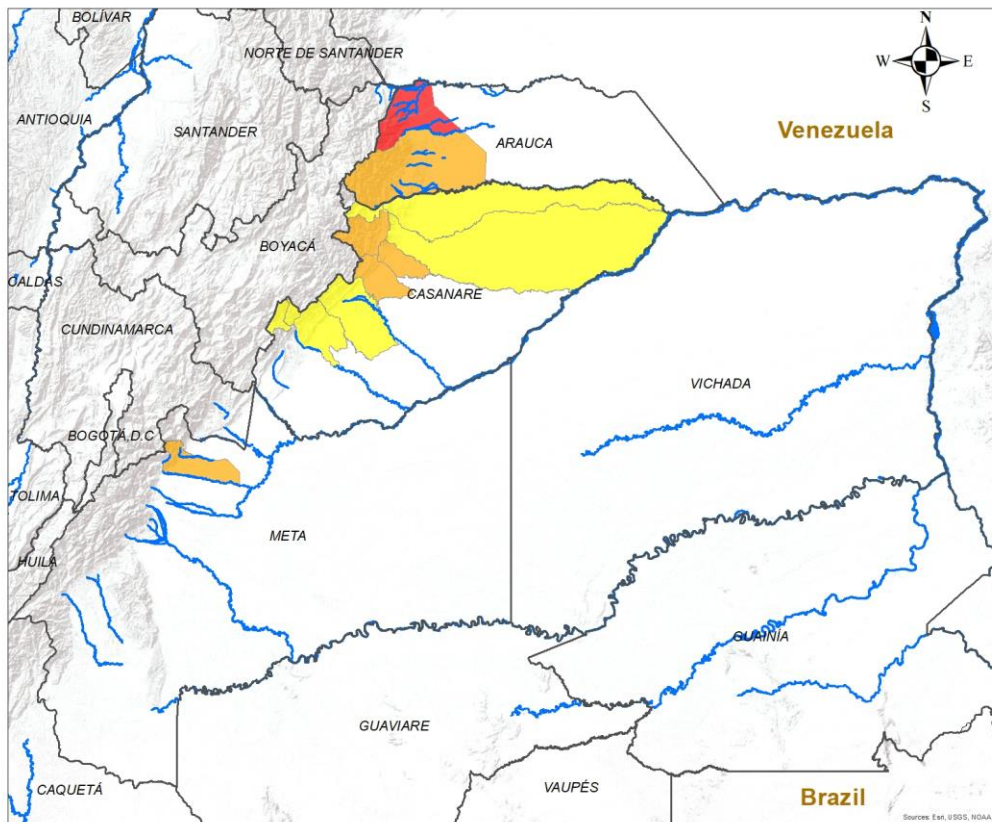 BOLÍVAR
N
NORTE DE SANTANDER
W
E
S
ANTIOQUIA
SANTANDER
ARAUCA
Venezuela
BOYACÁ
CALDAS
CASANARE
CUNDINAMARCA
VICHADA
BOGOTÁ D.C
TOLIMA
META
HUILA
GUAINÍA
GUAVIARE
CAQUETÁ
VAUPÉS
Brazil
Sources: Esri, USGS, NOAA